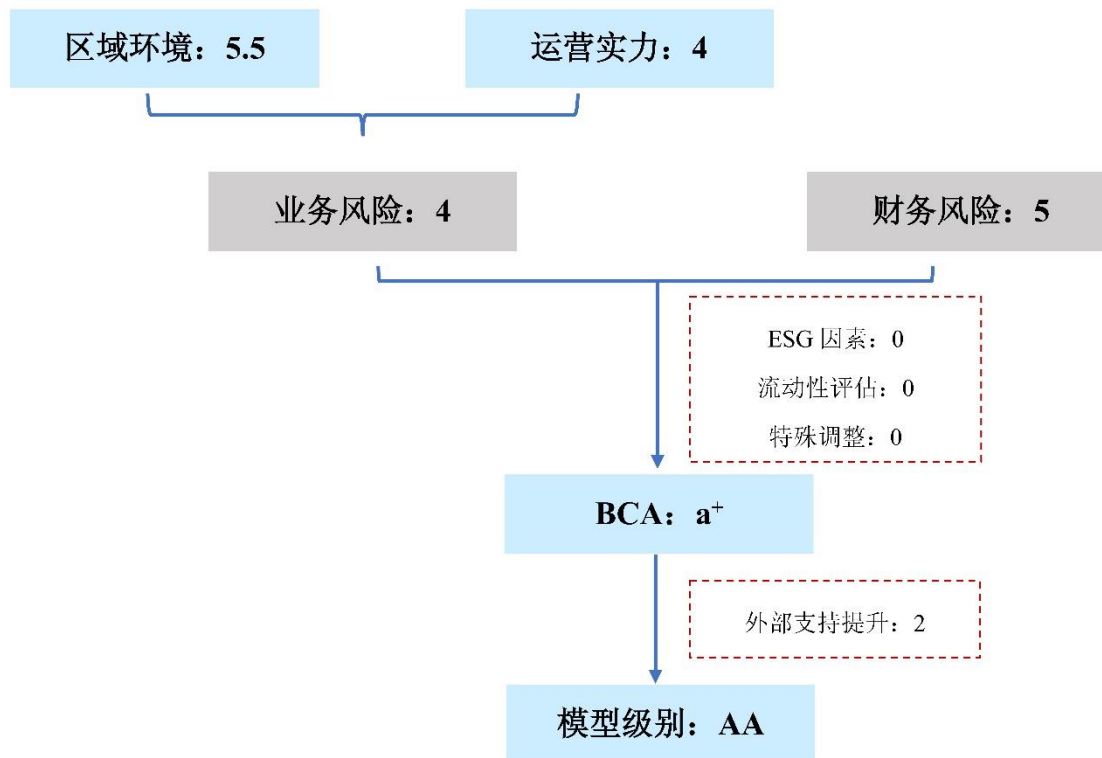 区域环境：5.5
运营实力：4
业务风险：4
财务风险：5
ESG 因素：0
流动性评估：0
特殊调整：0
BCA：a⁺
外部支持提升：2
模型级别：AA